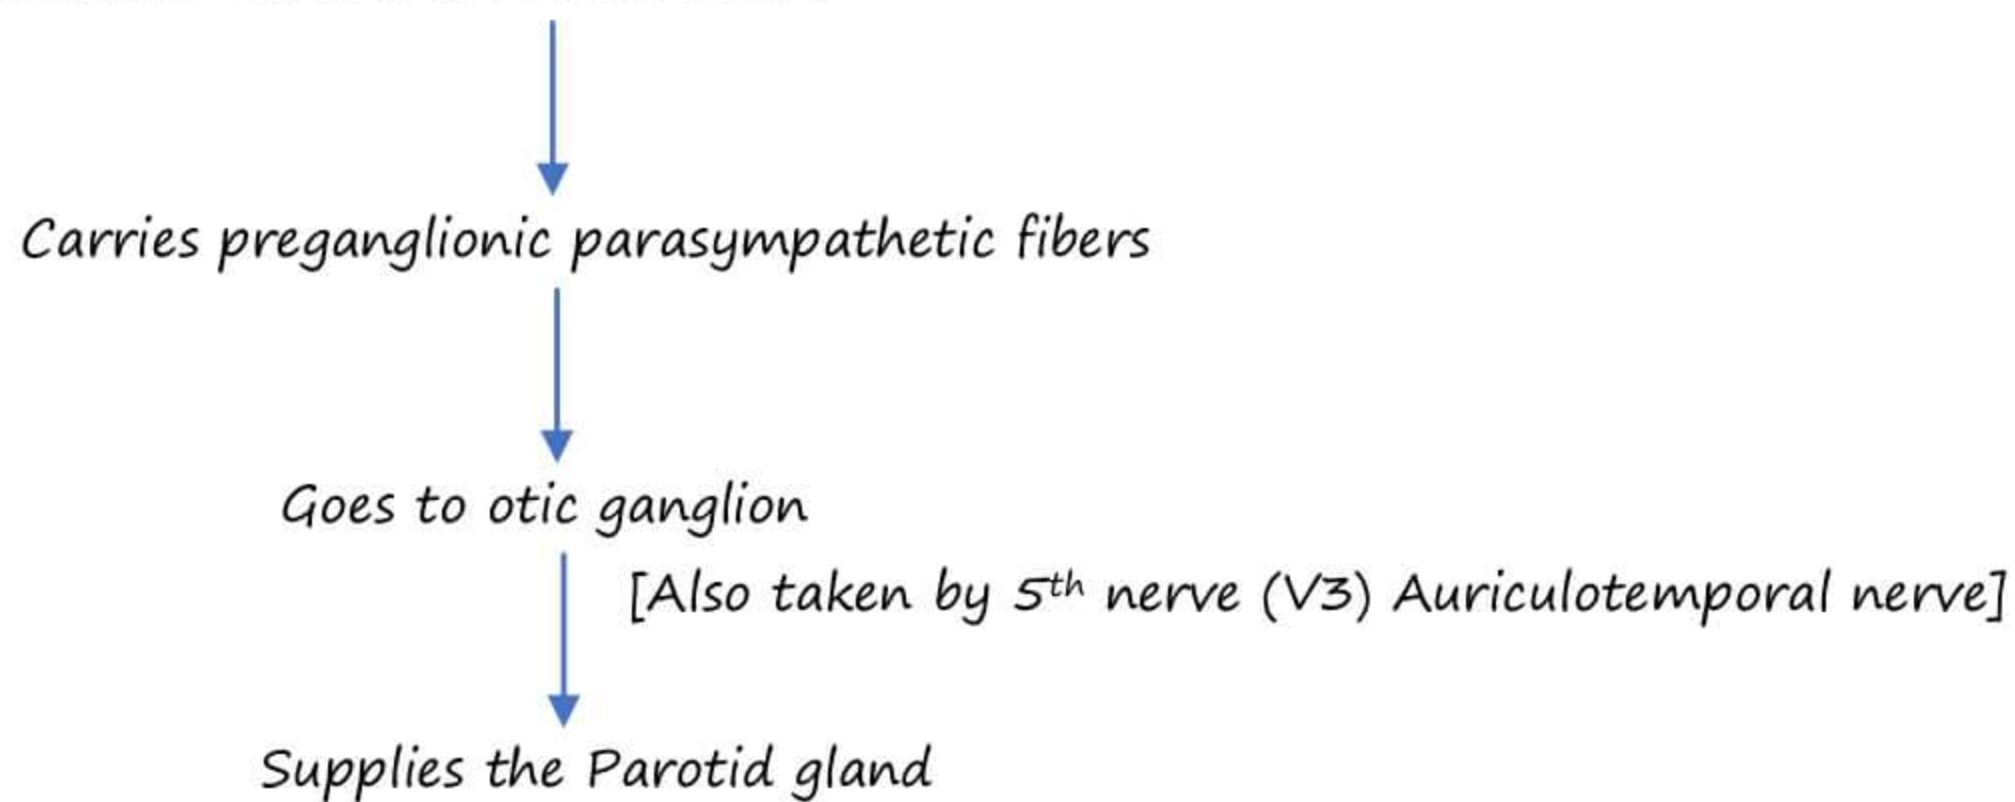 Carries preganglionic parasympathetic fibers
Goes to otic ganglion
[Also taken by 5th nerve (V3) Auriculotemporal nerve]
Supplies the Parotid gland